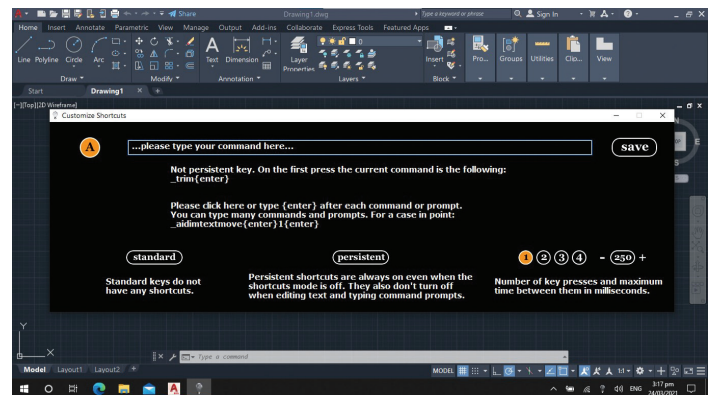 Share
Drawing1.dwg
Type a keyword or phrase
Sign In
Home Insert Annotate Parametric View Manage Output Add-ins Collaborate Express Tools Featured Apps
Line Polyline Circle Arc
Text Dimension
Layer Properties
0
Insert
Pro... Groups Utilities Clip... View
Draw Modify Annotation Layers Block
Start Drawing1
[-][Top][2D Wireframe]
Customize Shortcuts
A ...please type your command here... save
Not persistent key. On the first press the current command is the following:
_trim{enter}
Please click here or type {enter} after each command or prompt.
You can type many commands and prompts. For a case in point:
_aidimtextmove{enter}1{enter}
standard persistent 1 2 3 4 - 250 +
Standard keys do not
have any shortcuts.
Persistent shortcuts are always on even when the
shortcuts mode is off. They also don't turn off
when editing text and typing command prompts.
Number of key presses and maximum
time between them in milliseconds.
N
E
S
Y
X
Type a command
Model Layout1 Layout2 +
MODEL 1:1
ENG
3:17 pm
24/03/2021